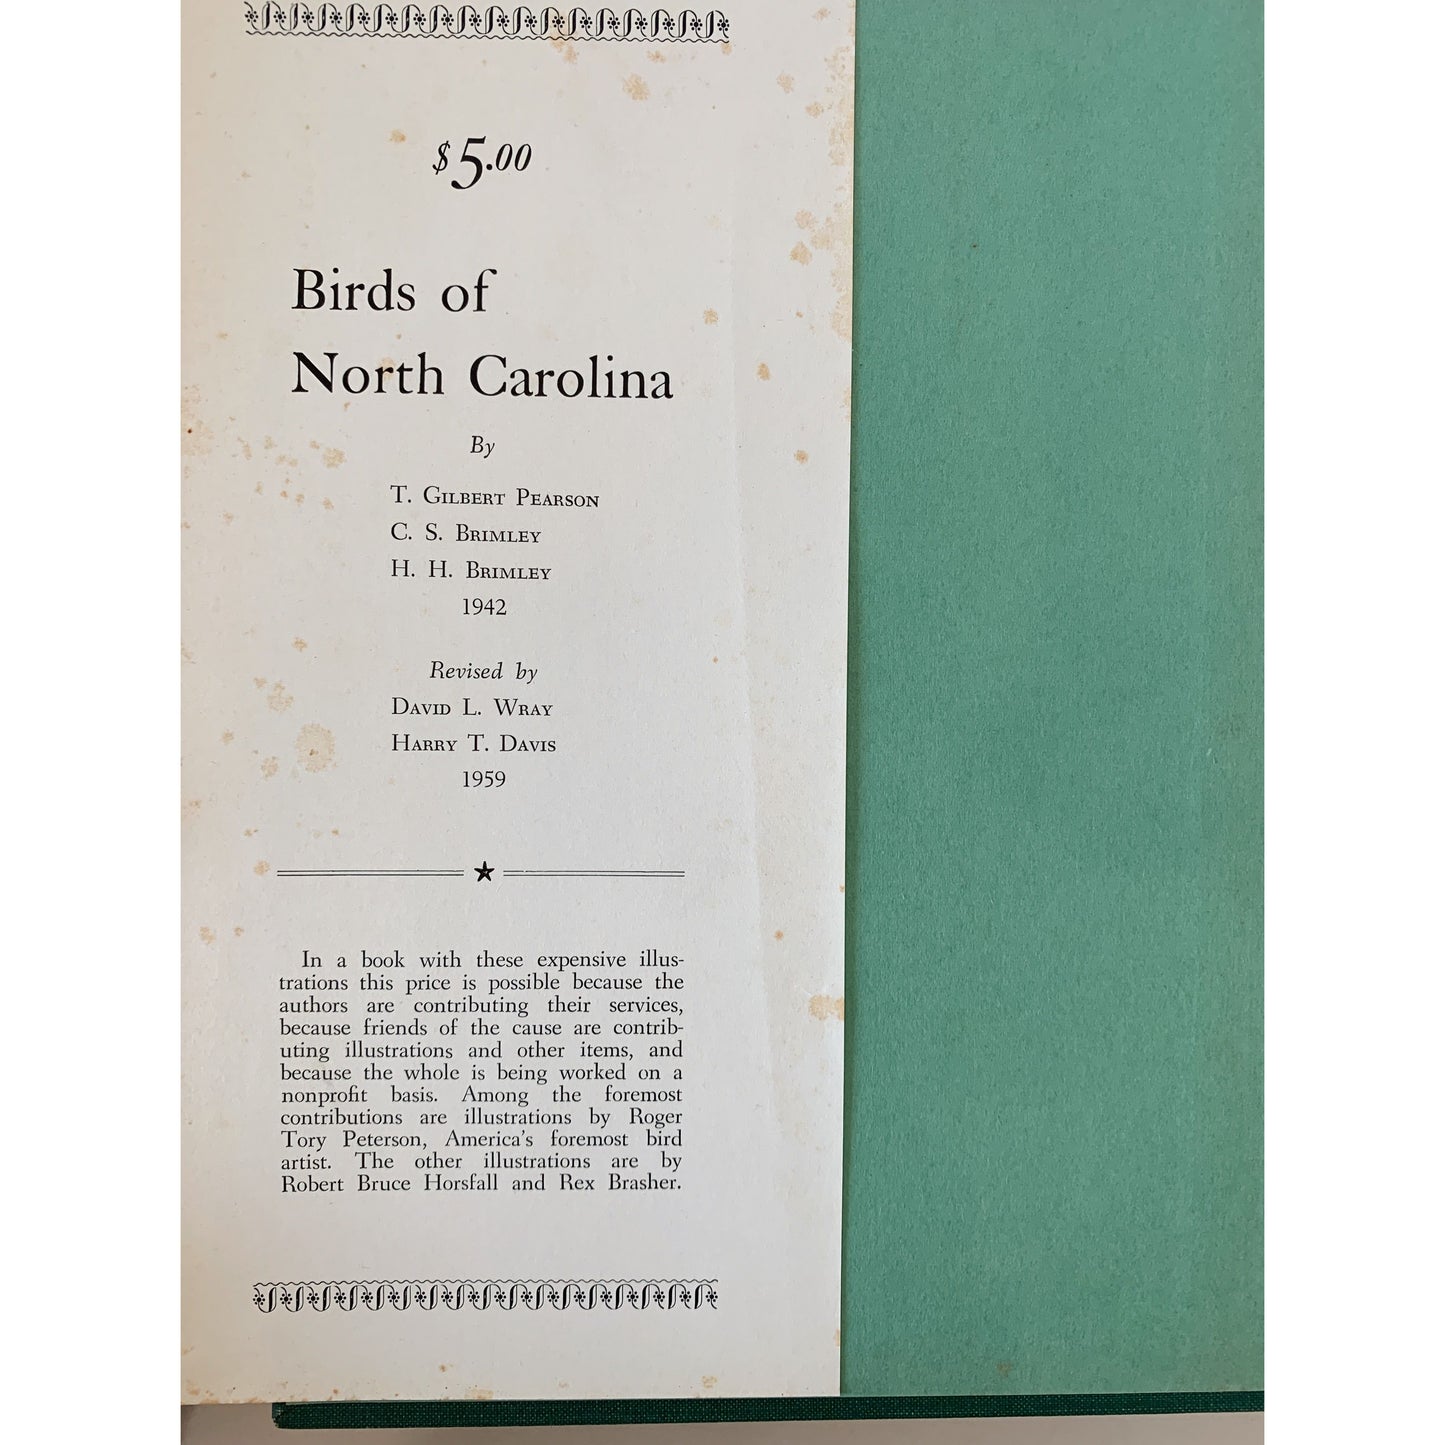 $5.00
Birds of
North Carolina
By
T. Gilbert Pearson
C. S. Brimley
H. H. Brimley
1942
Revised by
David L. Wray
Harry T. Davis
1959
In a book with these expensive illus-
trations this price is possible because the
authors are contributing their services,
because friends of the cause are contrib-
uting illustrations and other items, and
because the whole is being worked on a
nonprofit basis. Among the foremost
contributions are illustrations by Roger
Tory Peterson, America's foremost bird
artist. The other illustrations are by
Robert Bruce Horsfall and Rex Brasher.